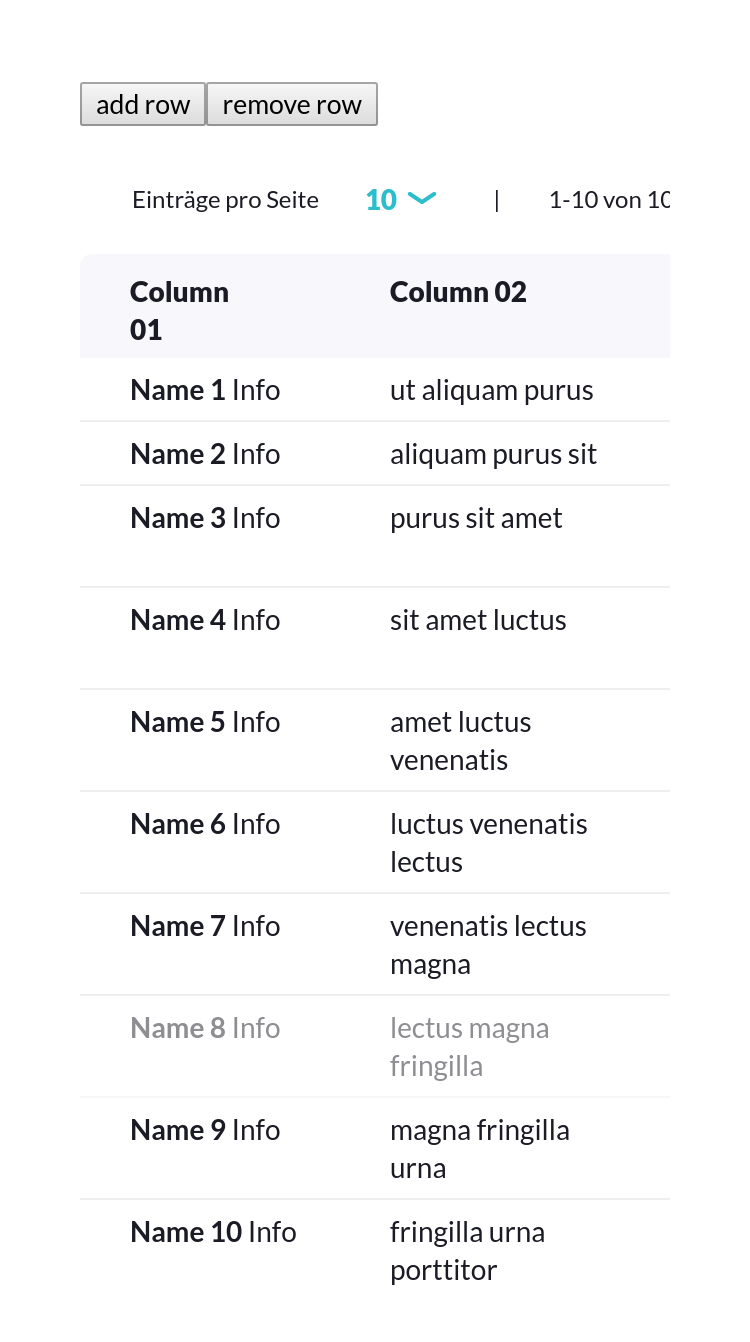 add row remove row
Einträge pro Seite 10 | 1-10 von 10
Column 01 Column 02
Name 1 Info ut aliquam purus
Name 2 Info aliquam purus sit
Name 3 Info purus sit amet
Name 4 Info sit amet luctus
Name 5 Info amet luctus
venenatis
Name 6 Info luctus venenatis
lectus
Name 7 Info venenatis lectus
magna
Name 8 Info lectus magna
fringilla
Name 9 Info magna fringilla
urna
Name 10 Info fringilla urna
porttitor